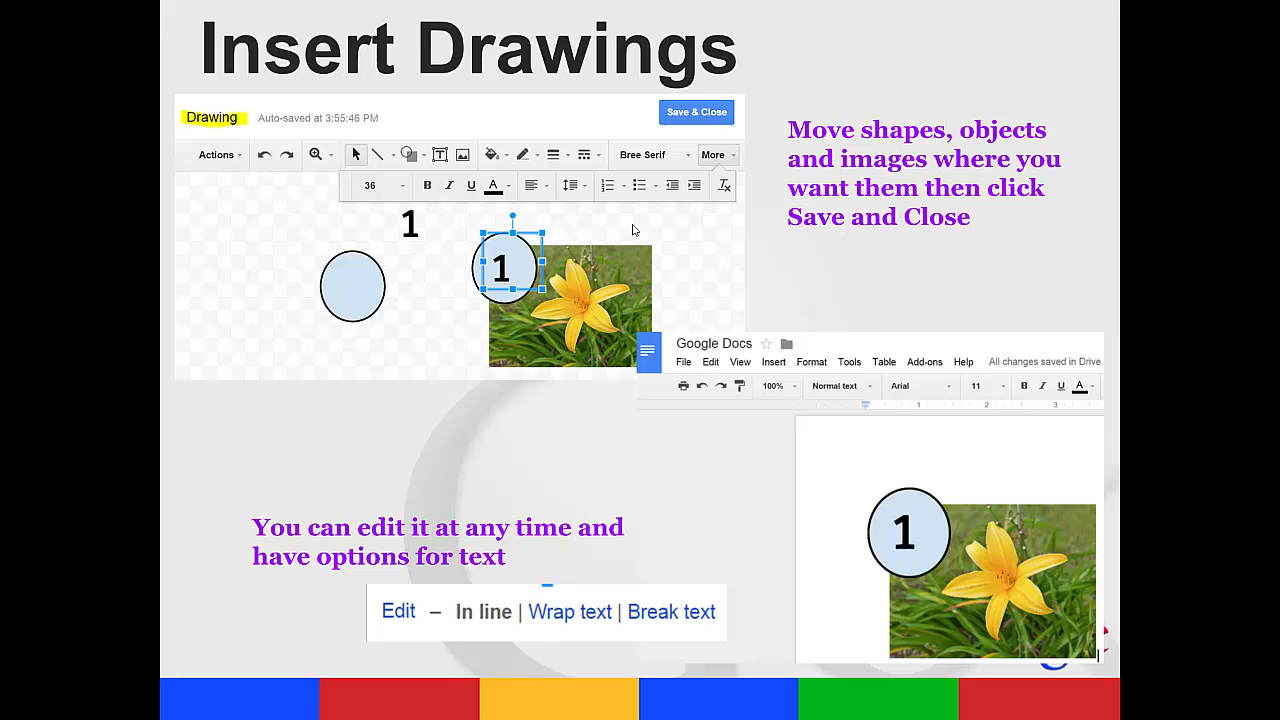 Insert Drawings
Drawing Auto-saved at 3:55:46 PM Save & Close
Actions Bree Serif More
36 B I U A
1
1
Move shapes, objects
and images where you
want them then click
Save and Close
Google Docs
File Edit View Insert Format Tools Table Add-ons Help All changes saved in Drive
100% Normal text Arial 11 B I U A
1 2 3
1
You can edit it at any time and
have options for text
Edit – In line | Wrap text | Break text